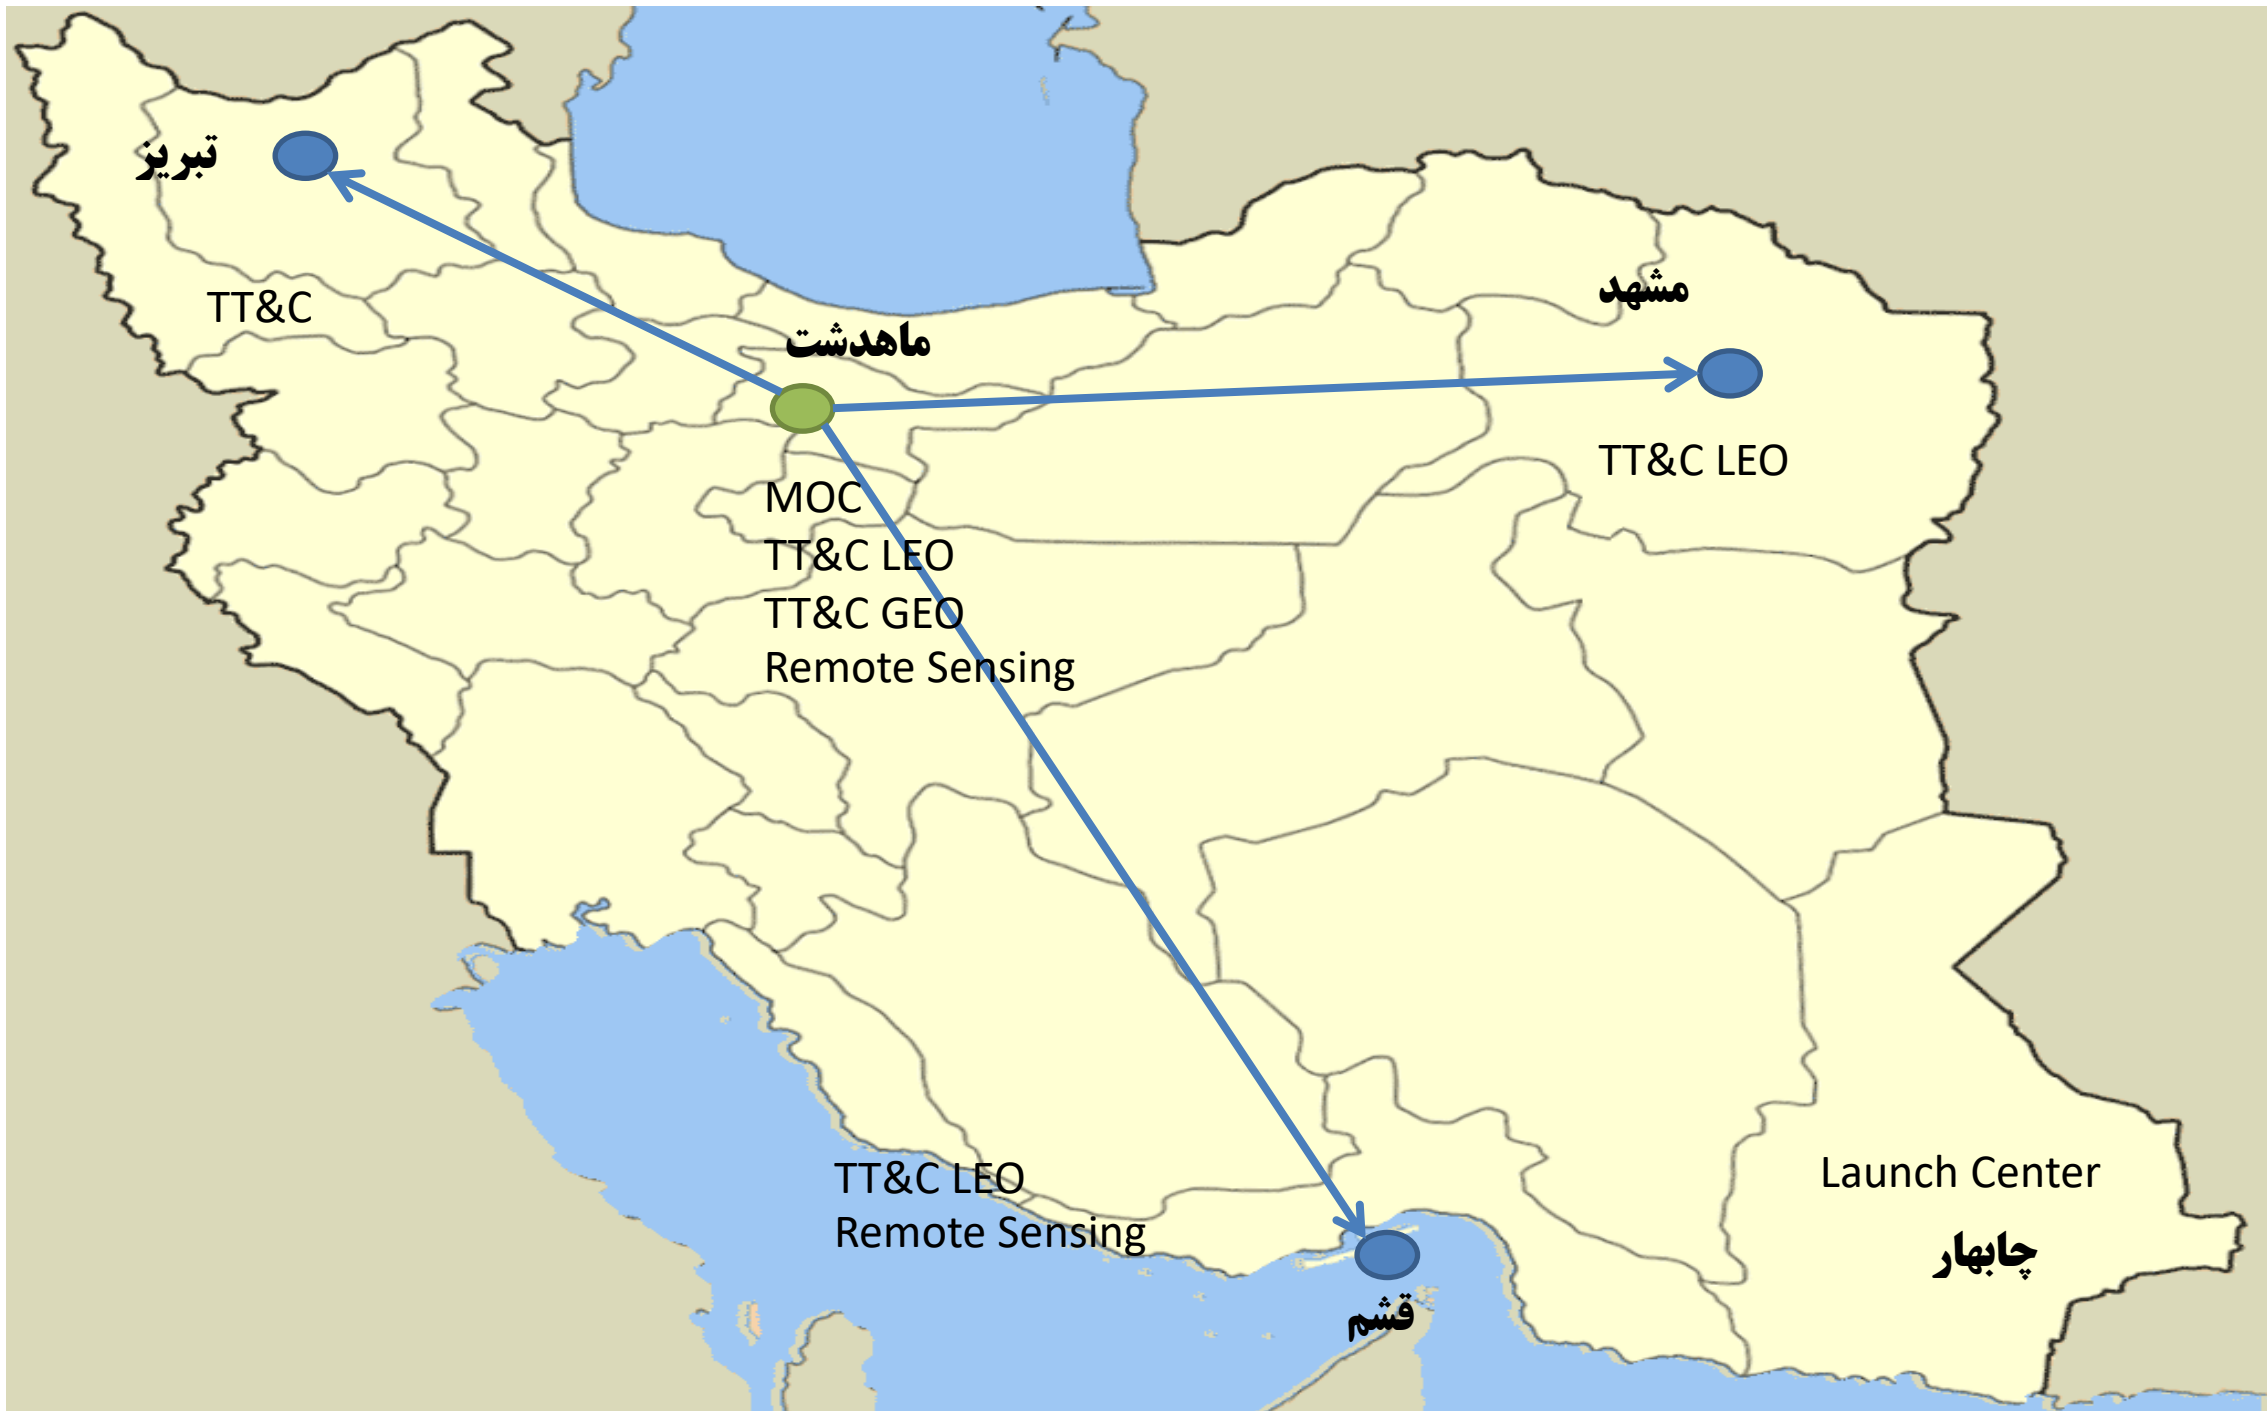 تبریز
TT&C
ماهدشت
MOC
TT&C LEO
TT&C GEO
Remote Sensing
مشهد
TT&C LEO
TT&C LEO
Remote Sensing
قشم
Launch Center
چابهار